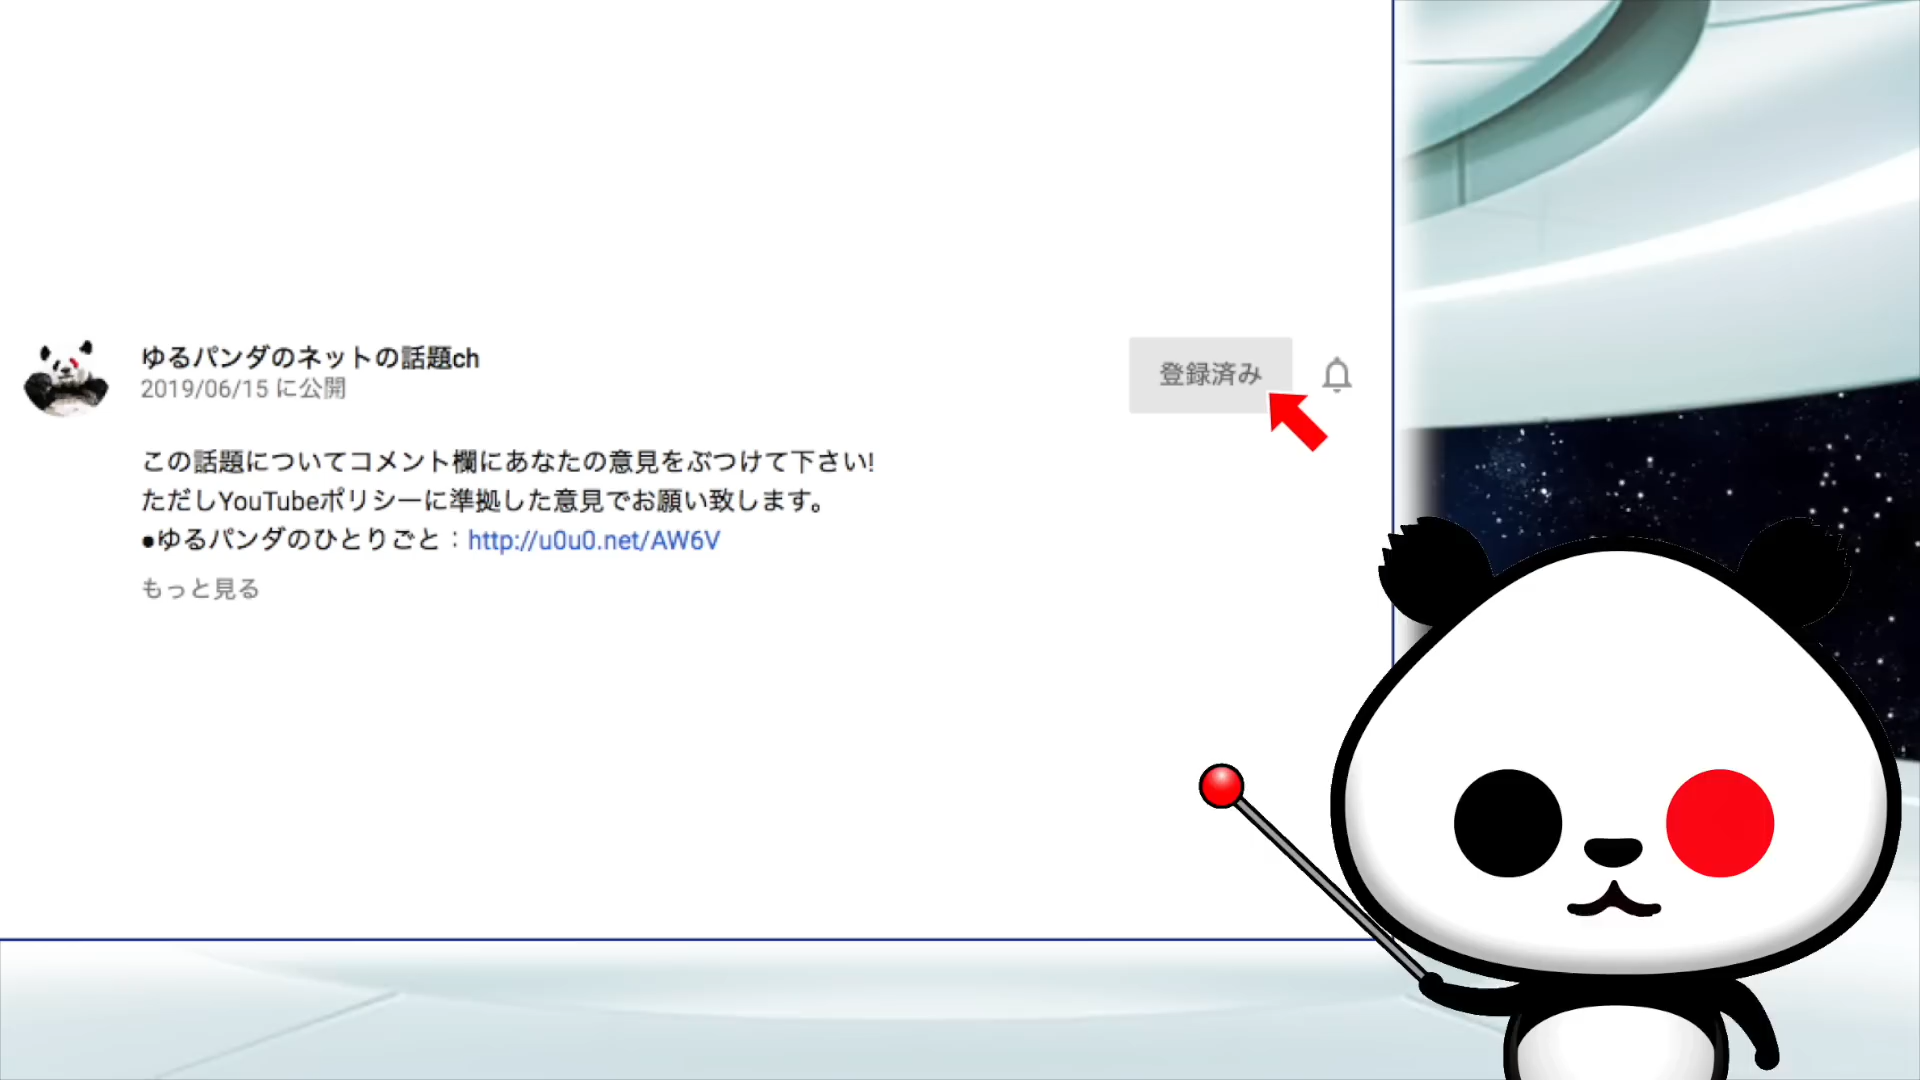 ゆるパンダのネットの話題ch
2019/06/15 に公開
登録済み
この話題についてコメント欄にあなたの意見をぶつけて下さい!
ただしYouTubeポリシーに準拠した意見でお願い致します。
●ゆるパンダのひとりごと：http://u0u0.net/AW6V
もっと見る